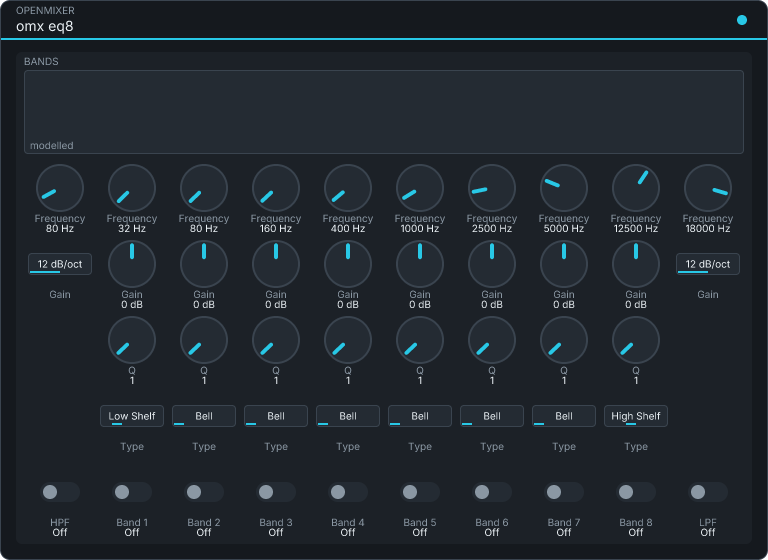 OPENMIXER
omx eq8
BANDS
modelled
Frequency Frequency Frequency Frequency Frequency Frequency Frequency Frequency Frequency Frequency
80 Hz 32 Hz 80 Hz 160 Hz 400 Hz 1000 Hz 2500 Hz 5000 Hz 12500 Hz 18000 Hz
12 dB/oct 12 dB/oct
Gain Gain Gain Gain Gain Gain Gain Gain Gain Gain
0 dB 0 dB 0 dB 0 dB 0 dB 0 dB 0 dB 0 dB
Q Q Q Q Q Q Q Q
1 1 1 1 1 1 1 1
Low Shelf Bell Bell Bell Bell Bell Bell High Shelf
Type Type Type Type Type Type Type Type
HPF Band 1 Band 2 Band 3 Band 4 Band 5 Band 6 Band 7 Band 8 LPF
Off Off Off Off Off Off Off Off Off Off